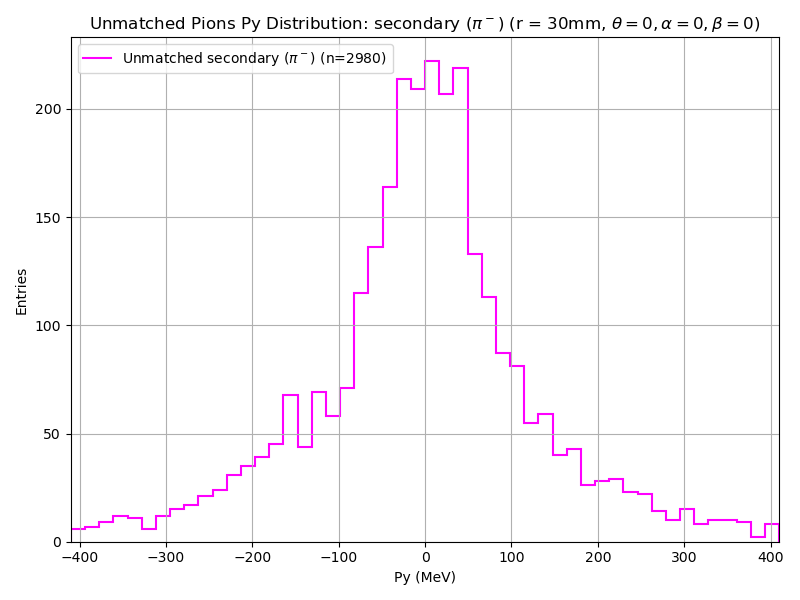 Unmatched Pions Py Distribution: secondary (π⁻) (r = 30mm, θ = 0, α = 0, β = 0)
Unmatched secondary (π⁻) (n=2980)
Entries
200
150
100
50
0
−400 −300 −200 −100 0 100 200 300 400
Py (MeV)